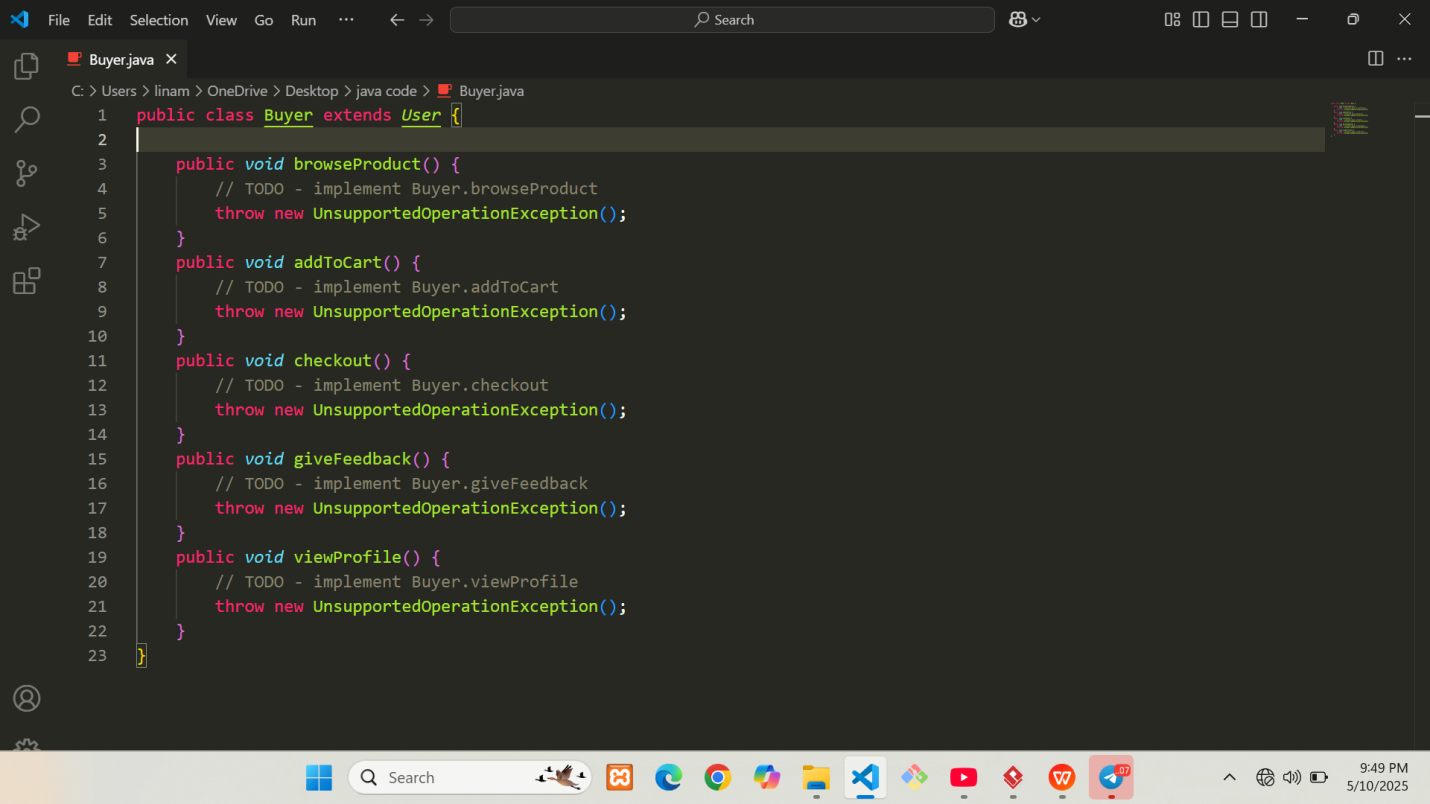 File Edit Selection View Go Run ··· Search
Buyer.java
C: > Users > linam > OneDrive > Desktop > java code > Buyer.java
1 public class Buyer extends User {
2
3 public void browseProduct() {
4 // TODO - implement Buyer.browseProduct
5 throw new UnsupportedOperationException();
6 }
7 public void addToCart() {
8 // TODO - implement Buyer.addToCart
9 throw new UnsupportedOperationException();
10 }
11 public void checkout() {
12 // TODO - implement Buyer.checkout
13 throw new UnsupportedOperationException();
14 }
15 public void giveFeedback() {
16 // TODO - implement Buyer.giveFeedback
17 throw new UnsupportedOperationException();
18 }
19 public void viewProfile() {
20 // TODO - implement Buyer.viewProfile
21 throw new UnsupportedOperationException();
22 }
23 }
Search
9:49 PM
5/10/2025